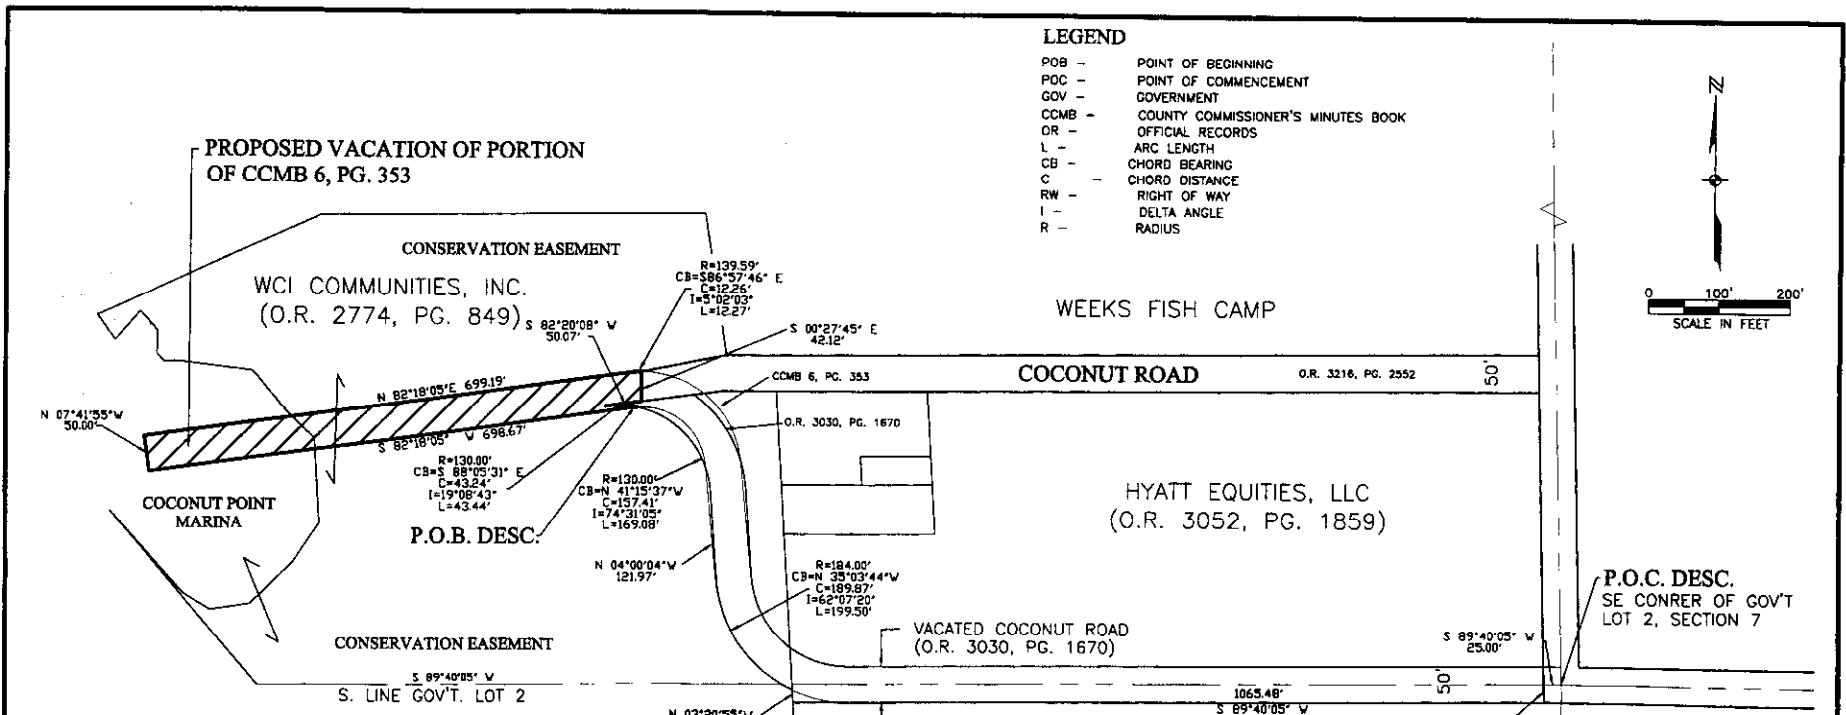 LEGEND
POB - POINT OF BEGINNING
POC - POINT OF COMMENCEMENT
GOV - GOVERNMENT
CCMB - COUNTY COMMISSIONER'S MINUTES BOOK
OR - OFFICIAL RECORDS
L - ARC LENGTH
CB - CHORD BEARING
C - CHORD DISTANCE
RW - RIGHT OF WAY
I - DELTA ANGLE
R - RADIUS
N
0 100' 200'
SCALE IN FEET
PROPOSED VACATION OF PORTION
OF CCMB 6, PG. 353
CONSERVATION EASEMENT
WCI COMMUNITIES, INC.
(O.R. 2774, PG. 849)
S 82°20'08" W
50.07'
R=139.59'
CB=S86°57'46" E
C=12.26'
I=5°02'03"
L=12.27'
S 00°27'45" E
42.12'
WEEKS FISH CAMP
CCMB 6, PG. 353
COCONUT ROAD
O.R. 3216, PG. 2552
50'
O.R. 3030, PG. 1670
N 82°18'05"E 699.19'
N 07°41'55"W
50.00'
S 82°18'05" W 698.67'
R=130.00'
CB=S 88°05'31" E
C=43.24'
I=19°08'43"
L=43.44'
R=130.00'
CB=N 41°15'37"W
C=157.41'
I=74°31'05"
L=169.08'
COCONUT POINT
MARINA
P.O.B. DESC.
HYATT EQUITIES, LLC
(O.R. 3052, PG. 1859)
N 04°00'04"W
121.97'
R=184.00'
CB=N 35°03'44"W
C=189.87'
I=62°07'20"
L=199.50'
P.O.C. DESC.
SE CONRER OF GOV'T
LOT 2, SECTION 7
VACATED COCONUT ROAD
(O.R. 3030, PG. 1670)
S 89°40'05" W
25.00'
CONSERVATION EASEMENT
S 89°40'05" W
S. LINE GOV'T. LOT 2
50'
1065.48'
S 89°40'05" W
N 03°20'55"W